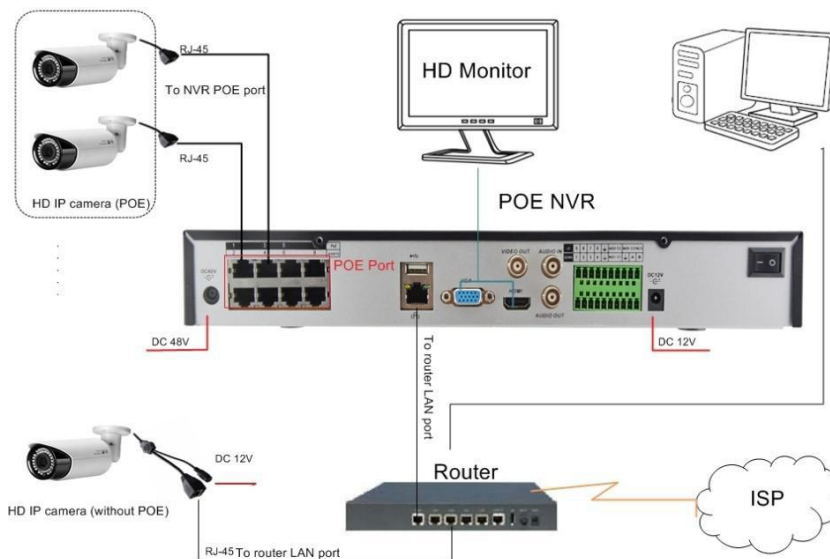 RJ-45
To NVR POE port
RJ-45
HD IP camera (POE)
HD Monitor
POE NVR
POE Port
VIDEO OUT
AUDIO IN
HDMI
AUDIO OUT
DC12V
DC 48V
DC 12V
To router LAN port
DC 12V
HD IP camera (without POE)
Router
ISP
RJ-45 To router LAN port